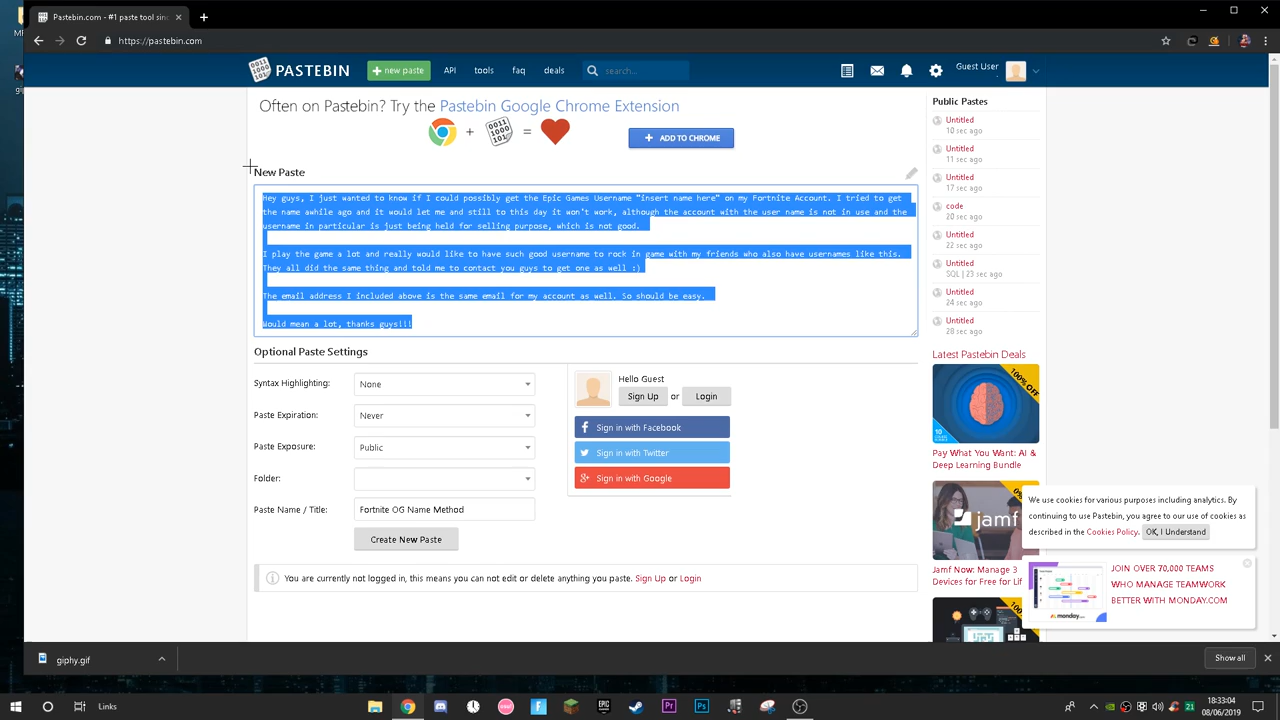 Pastebin.com - #1 paste tool sinc
https://pastebin.com
PASTEBIN
+ new paste
API
tools
faq
deals
search...
Guest User
Often on Pastebin? Try the Pastebin Google Chrome Extension
+ = 
+ ADD TO CHROME
New Paste
Hey guys, I just wanted to know if I could possibly get the Epic Games Username "insert name here" on my Fortnite Account. I tried to get
the name awhile ago and it would let me and still to this day it won't work, although the account with the user name is not in use and the
username in particular is just being held for selling purpose, which is not good.
I play the game a lot and really would like to have such good username to rock in game with my friends who also have usernames like this.
They all did the same thing and told me to contact you guys to get one as well :)
The email address I included above is the same email for my account as well. So should be easy.
Would mean a lot, thanks guys!!!
Optional Paste Settings
Syntax Highlighting:
None
Paste Expiration:
Never
Paste Exposure:
Public
Folder:
Paste Name / Title:
Fortnite OG Name Method
Create New Paste
Hello Guest
Sign Up or Login
Sign in with Facebook
Sign in with Twitter
Sign in with Google
You are currently not logged in, this means you can not edit or delete anything you paste. Sign Up or Login
Public Pastes
Untitled
10 sec ago
Untitled
11 sec ago
Untitled
17 sec ago
code
20 sec ago
Untitled
22 sec ago
Untitled
SQL | 23 sec ago
Untitled
24 sec ago
Untitled
28 sec ago
Latest Pastebin Deals
100% OFF
10
Pay What You Want: AI &
Deep Learning Bundle
jamf
Jamf Now: Manage 3
Devices for Free for Lif
100
We use cookies for various purposes including analytics. By
continuing to use Pastebin, you agree to our use of cookies as
described in the Cookies Policy. OK, I Understand
JOIN OVER 70,000 TEAMS
WHO MANAGE TEAMWORK
BETTER WITH MONDAY.COM
monday.com
giphy.gif
Show all
Links
18:33:04
08/06/2019
21